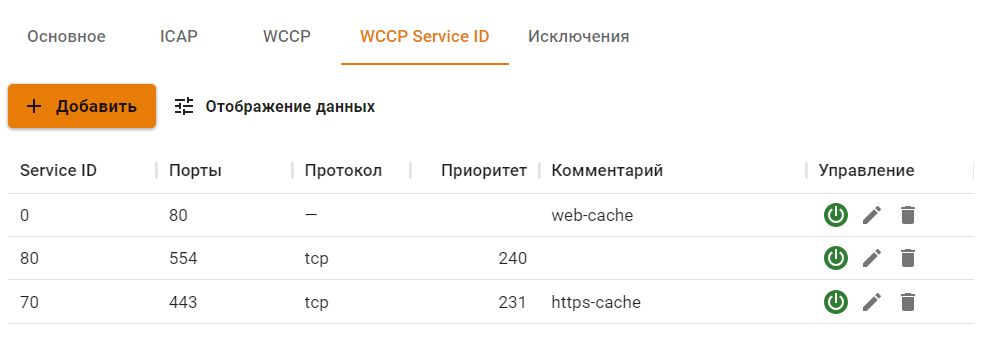 Основное ICAP WCCP WCCP Service ID Исключения
+ Добавить Отображение данных
Service ID Порты Протокол Приоритет Комментарий Управление
0 80 — web-cache
80 554 tcp 240
70 443 tcp 231 https-cache